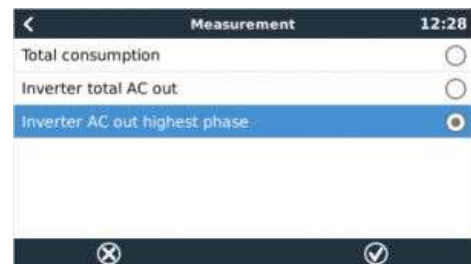 Measurement 12:28
Total consumption
Inverter total AC out
Inverter AC out highest phase